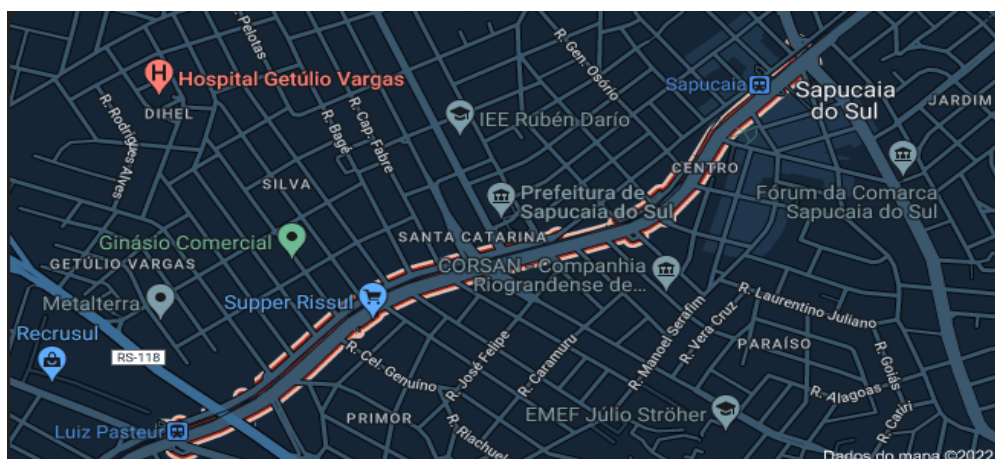 R. Gen. Osório
Pelotas
Sapucaia
Hospital Getúlio Vargas
Sapucaia
do Sul
JARDIM
DIHEL
R. Rodrigues Alves
R. Bagé
R. Cap. Fabre
IEE Rubén Darío
SILVA
CENTRO
Prefeitura de
Sapucaia do Sul
Fórum da Comarca
Sapucaia do Sul
Ginásio Comercial
SANTA CATARINA
GETÚLIO VARGAS
CORSAN - Companhia
Riograndense de...
Metalterra
Supper Rissul
R. Laurentino Juliano
Recrusul
RS-118
R. Cel. Genuíno
R. José Felipe
R. Caramuru
R. Manoel Serafim
R. Vera Cruz
PARAÍSO
R. Goiás
R. Alagoas
R. Catiri
PRIMOR
EMEF Júlio Ströher
Luiz Pasteur
R. Riachuel
Dados do mapa ©2022